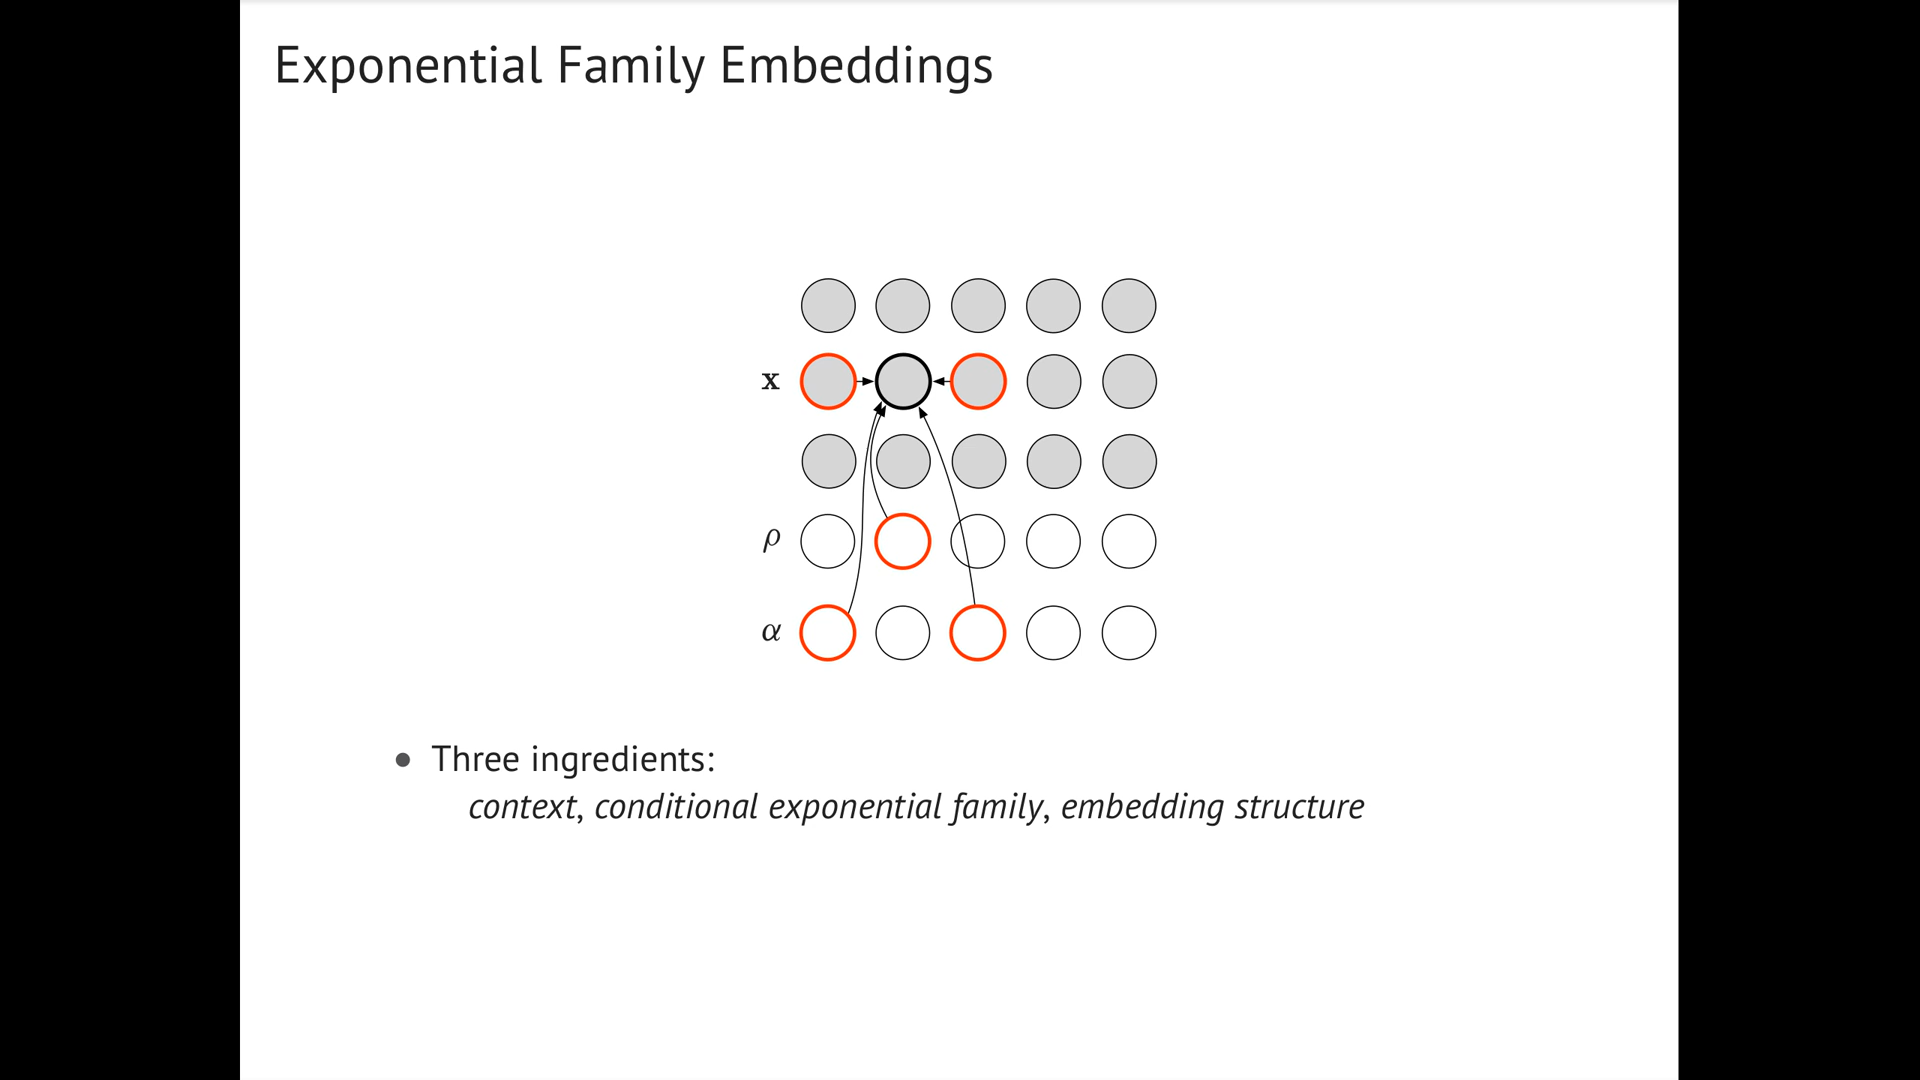 Exponential Family Embeddings
x
ρ
α
• Three ingredients:
context, conditional exponential family, embedding structure